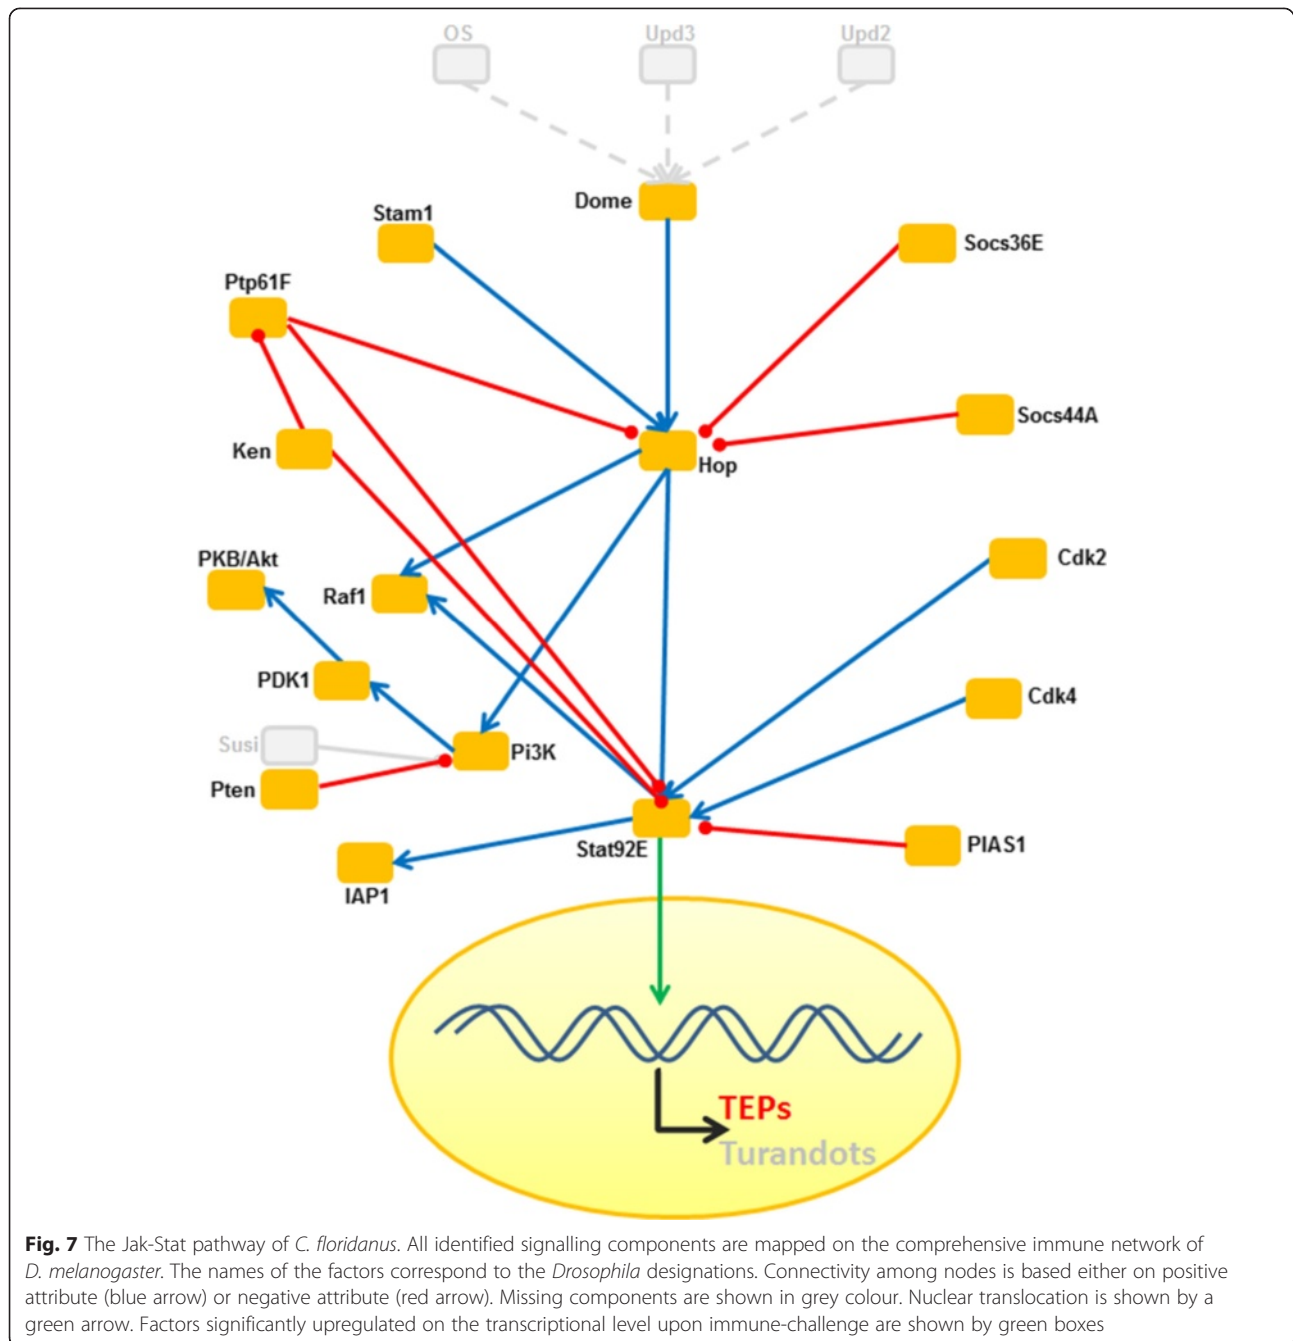 OS
Upd3
Upd2
Dome
Stam1
Socs36E
Ptp61F
Socs44A
Ken
Hop
PKB/Akt
Cdk2
Raf1
PDK1
Cdk4
Susi
Pi3K
Pten
Stat92E
PIAS1
IAP1
TEPs
Turandots
Fig. 7 The Jak-Stat pathway of C. floridanus. All identified signalling components are mapped on the comprehensive immune network of
D. melanogaster. The names of the factors correspond to the Drosophila designations. Connectivity among nodes is based either on positive
attribute (blue arrow) or negative attribute (red arrow). Missing components are shown in grey colour. Nuclear translocation is shown by a
green arrow. Factors significantly upregulated on the transcriptional level upon immune-challenge are shown by green boxes